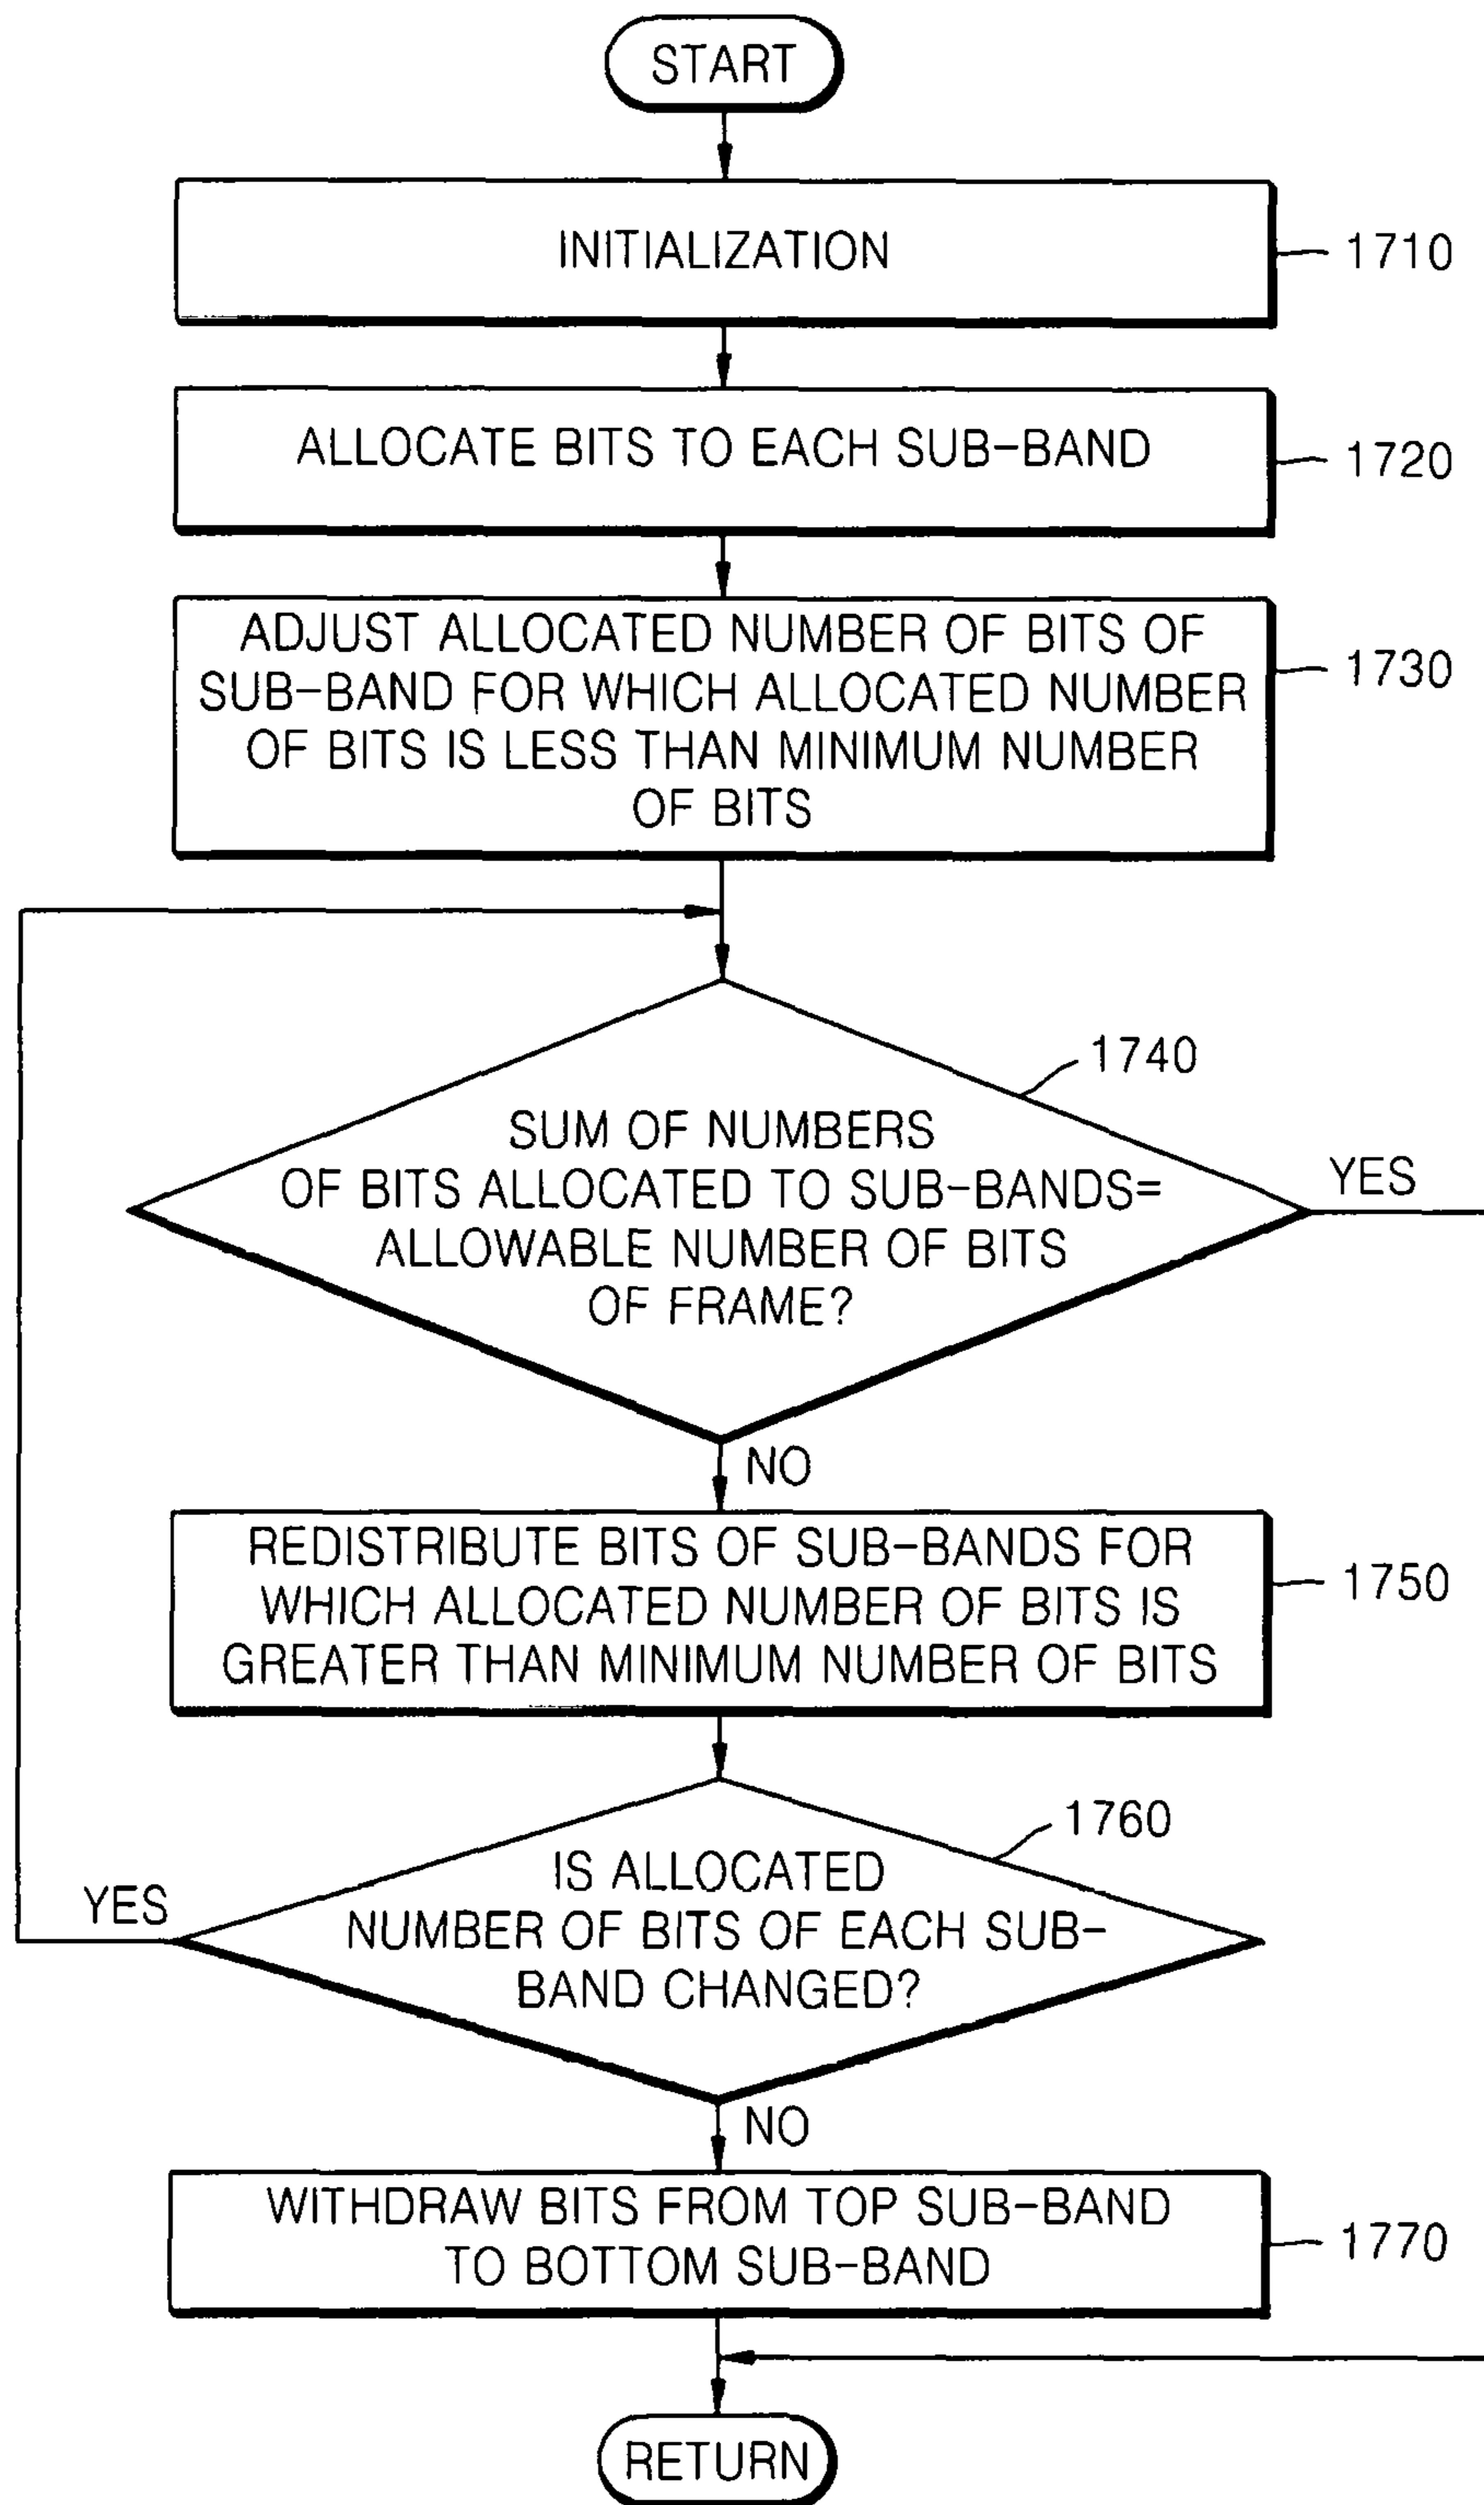 START
INITIALIZATION
1710
ALLOCATE BITS TO EACH SUB-BAND
1720
ADJUST ALLOCATED NUMBER OF BITS OF
SUB-BAND FOR WHICH ALLOCATED NUMBER
OF BITS IS LESS THAN MINIMUM NUMBER
OF BITS
1730
1740
SUM OF NUMBERS
OF BITS ALLOCATED TO SUB-BANDS=
ALLOWABLE NUMBER OF BITS
OF FRAME?
YES
NO
REDISTRIBUTE BITS OF SUB-BANDS FOR
WHICH ALLOCATED NUMBER OF BITS IS
GREATER THAN MINIMUM NUMBER OF BITS
1750
1760
IS ALLOCATED
NUMBER OF BITS OF EACH SUB-
BAND CHANGED?
YES
NO
WITHDRAW BITS FROM TOP SUB-BAND
TO BOTTOM SUB-BAND
1770
RETURN